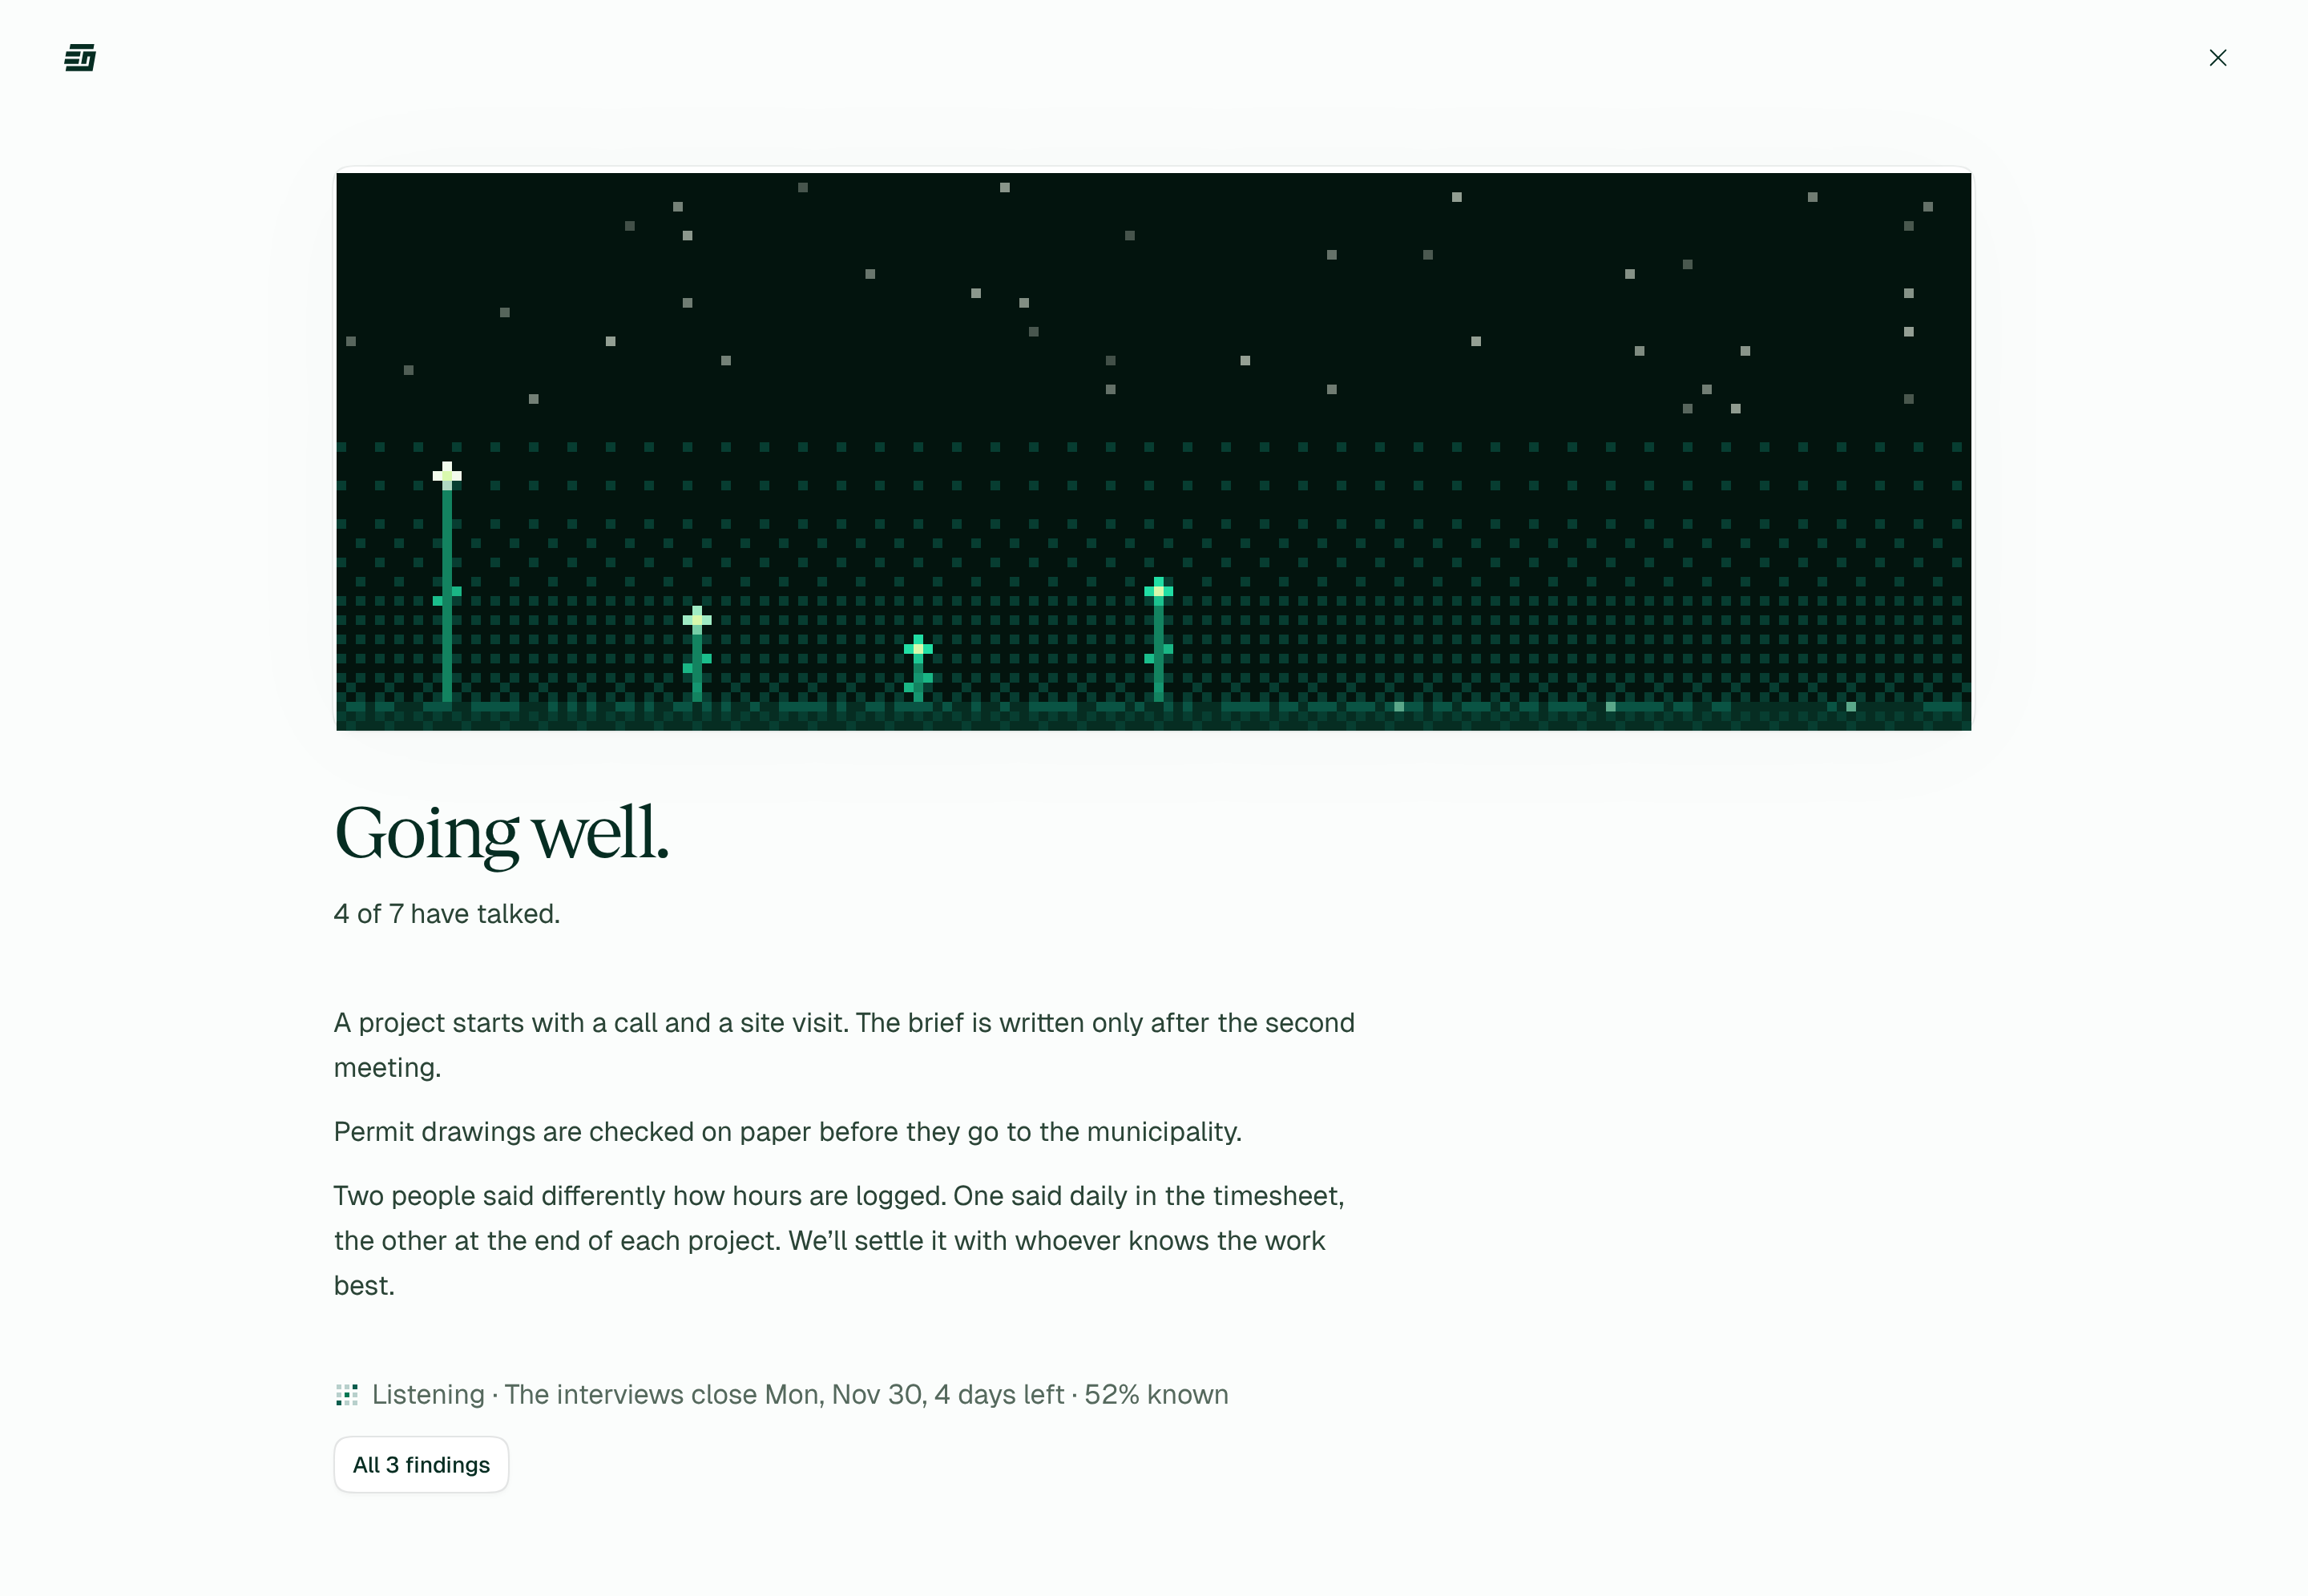 Going well.
4 of 7 have talked.
A project starts with a call and a site visit. The brief is written only after the second
meeting.
Permit drawings are checked on paper before they go to the municipality.
Two people said differently how hours are logged. One said daily in the timesheet,
the other at the end of each project. We’ll settle it with whoever knows the work
best.
Listening · The interviews close Mon, Nov 30, 4 days left · 52% known
All 3 findings